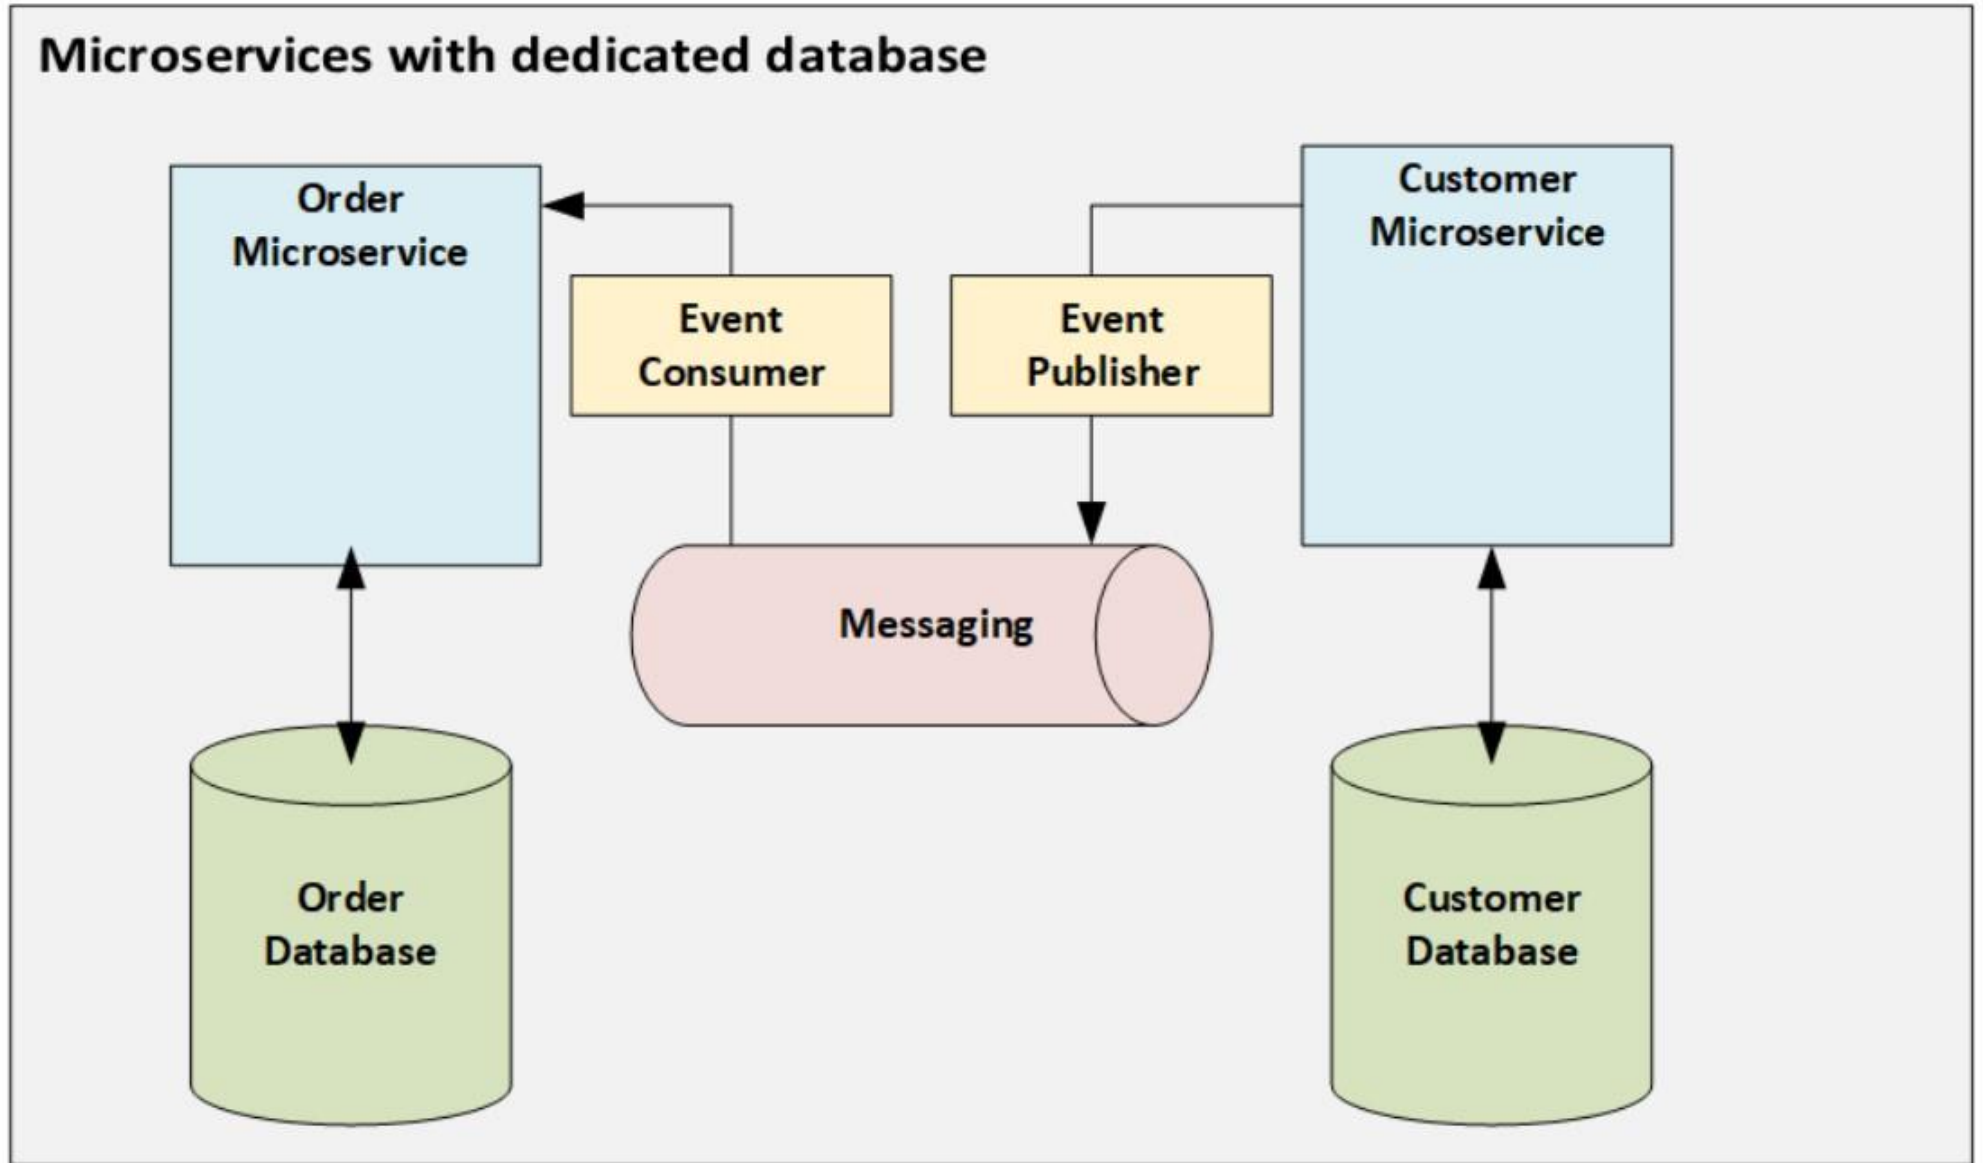 Microservices with dedicated database
Order
Microservice
Customer
Microservice
Event
Consumer
Event
Publisher
Messaging
Order
Database
Customer
Database